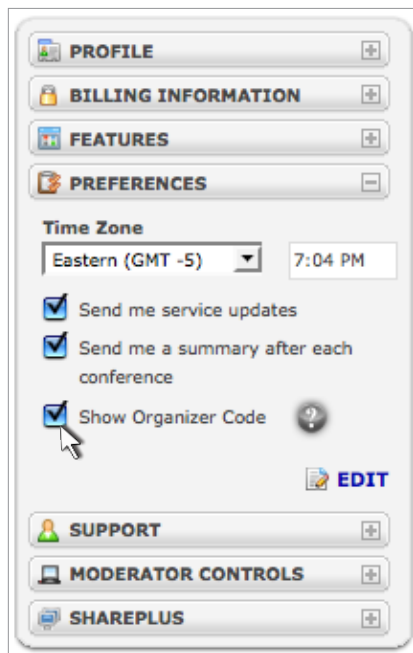 PROFILE
BILLING INFORMATION
FEATURES
PREFERENCES
Time Zone
Eastern (GMT -5) 7:04 PM
Send me service updates
Send me a summary after each
conference
Show Organizer Code ?
EDIT
SUPPORT
MODERATOR CONTROLS
SHAREPLUS